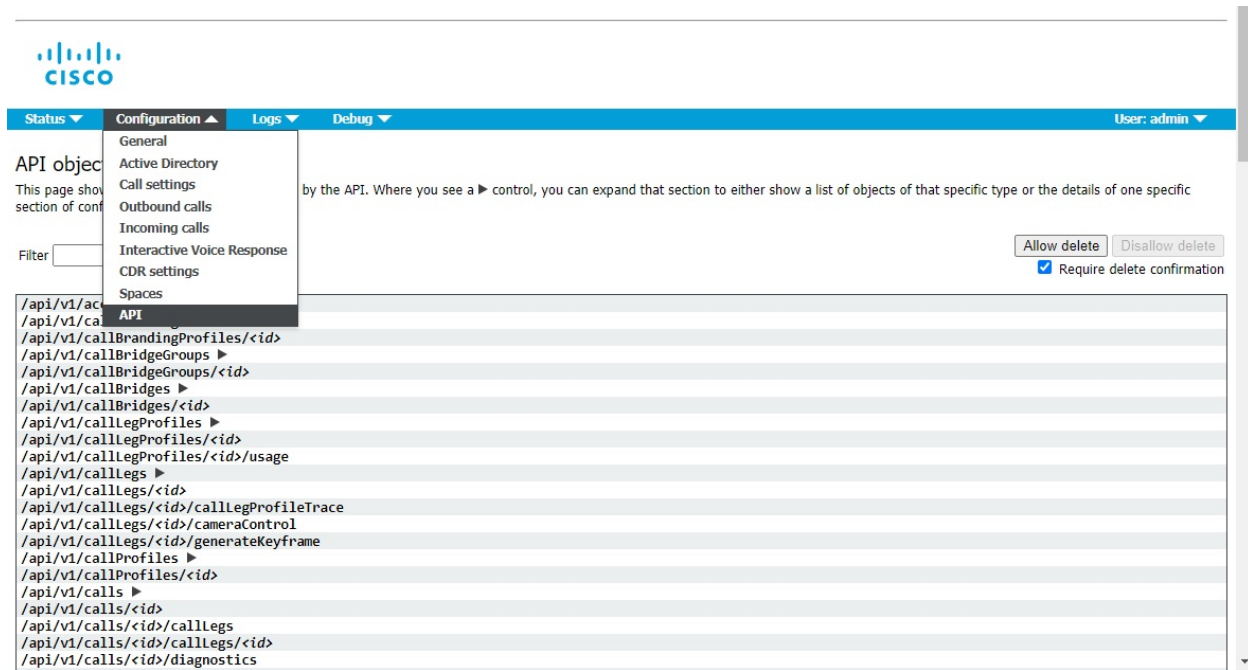 CISCO
Status Configuration Logs Debug User: admin
General
Active Directory
Call settings
Outbound calls
Incoming calls
Interactive Voice Response
CDR settings
Spaces
API
API objec
This page show by the API. Where you see a ▶ control, you can expand that section to either show a list of objects of that specific type or the details of one specific
section of conf
Filter
Allow delete Disallow delete
Require delete confirmation
/api/v1/ac
/api/v1/ca
/api/v1/callBrandingProfiles/<id>
/api/v1/callBridgeGroups ▶
/api/v1/callBridgeGroups/<id>
/api/v1/callBridges ▶
/api/v1/callBridges/<id>
/api/v1/callLegProfiles ▶
/api/v1/callLegProfiles/<id>
/api/v1/callLegProfiles/<id>/usage
/api/v1/callLegs ▶
/api/v1/callLegs/<id>
/api/v1/callLegs/<id>/callLegProfileTrace
/api/v1/callLegs/<id>/cameraControl
/api/v1/callLegs/<id>/generateKeyframe
/api/v1/callProfiles ▶
/api/v1/callProfiles/<id>
/api/v1/calls ▶
/api/v1/calls/<id>
/api/v1/calls/<id>/callLegs
/api/v1/calls/<id>/callLegs/<id>
/api/v1/calls/<id>/diagnostics